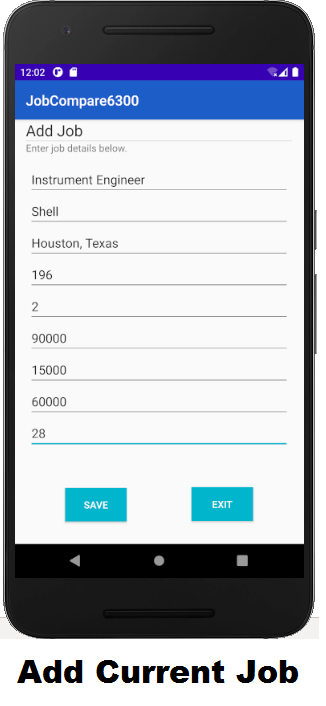 12:02
JobCompare6300
Add Job
Enter job details below.
Instrument Engineer
Shell
Houston, Texas
196
2
90000
15000
60000
28
SAVE EXIT
Add Current Job